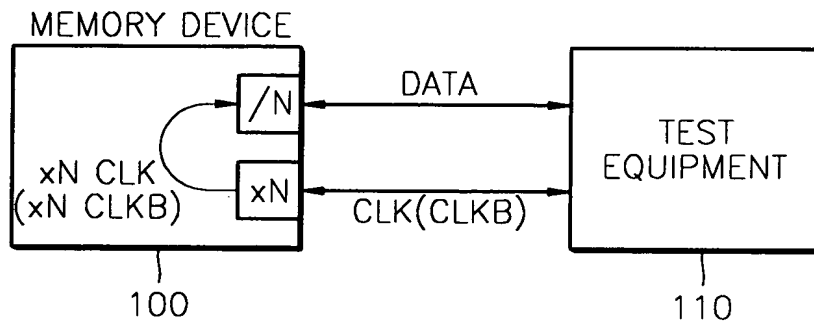 MEMORY DEVICE
/N
DATA
xN CLK
(xN CLKB)
xN
CLK(CLKB)
TEST
EQUIPMENT
100
110